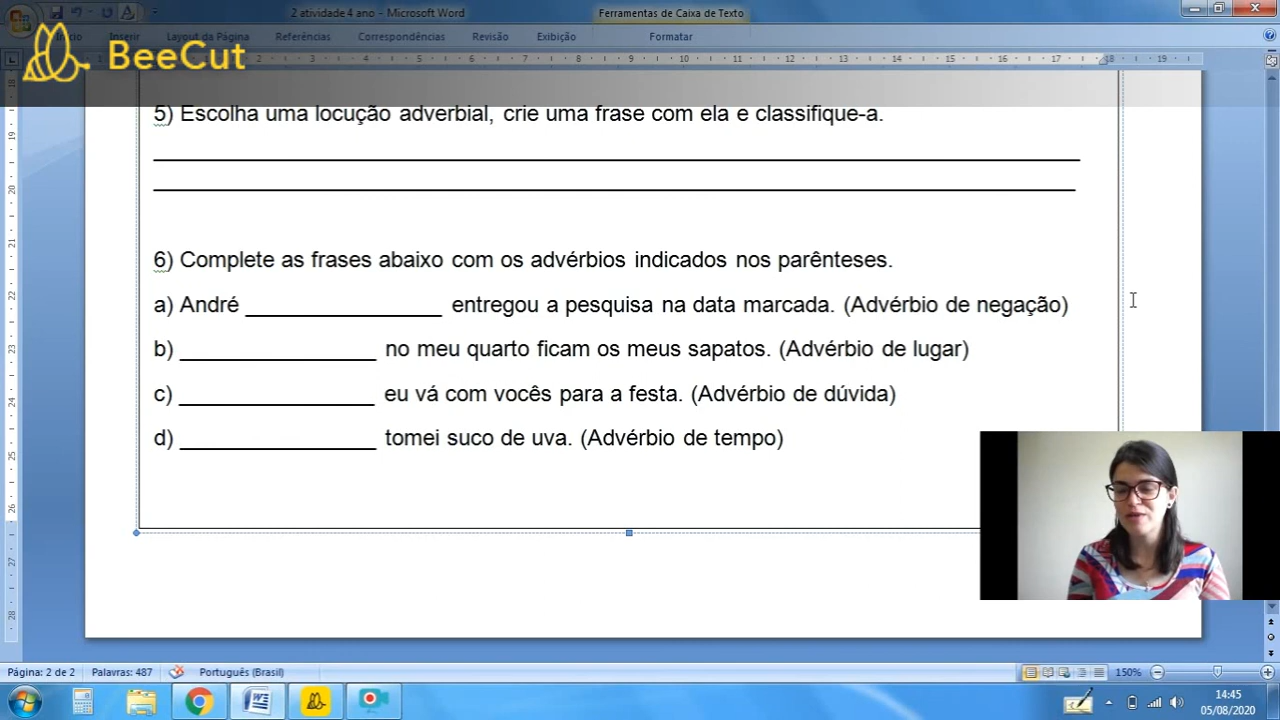 2 atividade 4 ano - Microsoft Word
Ferramentas de Caixa de Texto
Início Inserir Layout da Página Referências Correspondências Revisão Exibição Formatar
BeeCut
5) Escolha uma locução adverbial, crie uma frase com ela e classifique-a.
6) Complete as frases abaixo com os advérbios indicados nos parênteses.
a) André ________________ entregou a pesquisa na data marcada. (Advérbio de negação)
b) ________________ no meu quarto ficam os meus sapatos. (Advérbio de lugar)
c) ________________ eu vá com vocês para a festa. (Advérbio de dúvida)
d) ________________ tomei suco de uva. (Advérbio de tempo)
Página: 2 de 2 Palavras: 487 Português (Brasil) 150%
14:45
05/08/2020